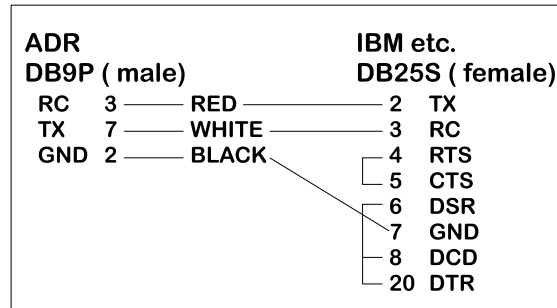 ADR IBM etc.
DB9P ( male) DB25S ( female)
RC 3 RED 2 TX
TX 7 WHITE 3 RC
GND 2 BLACK 4 RTS
5 CTS
6 DSR
7 GND
8 DCD
20 DTR